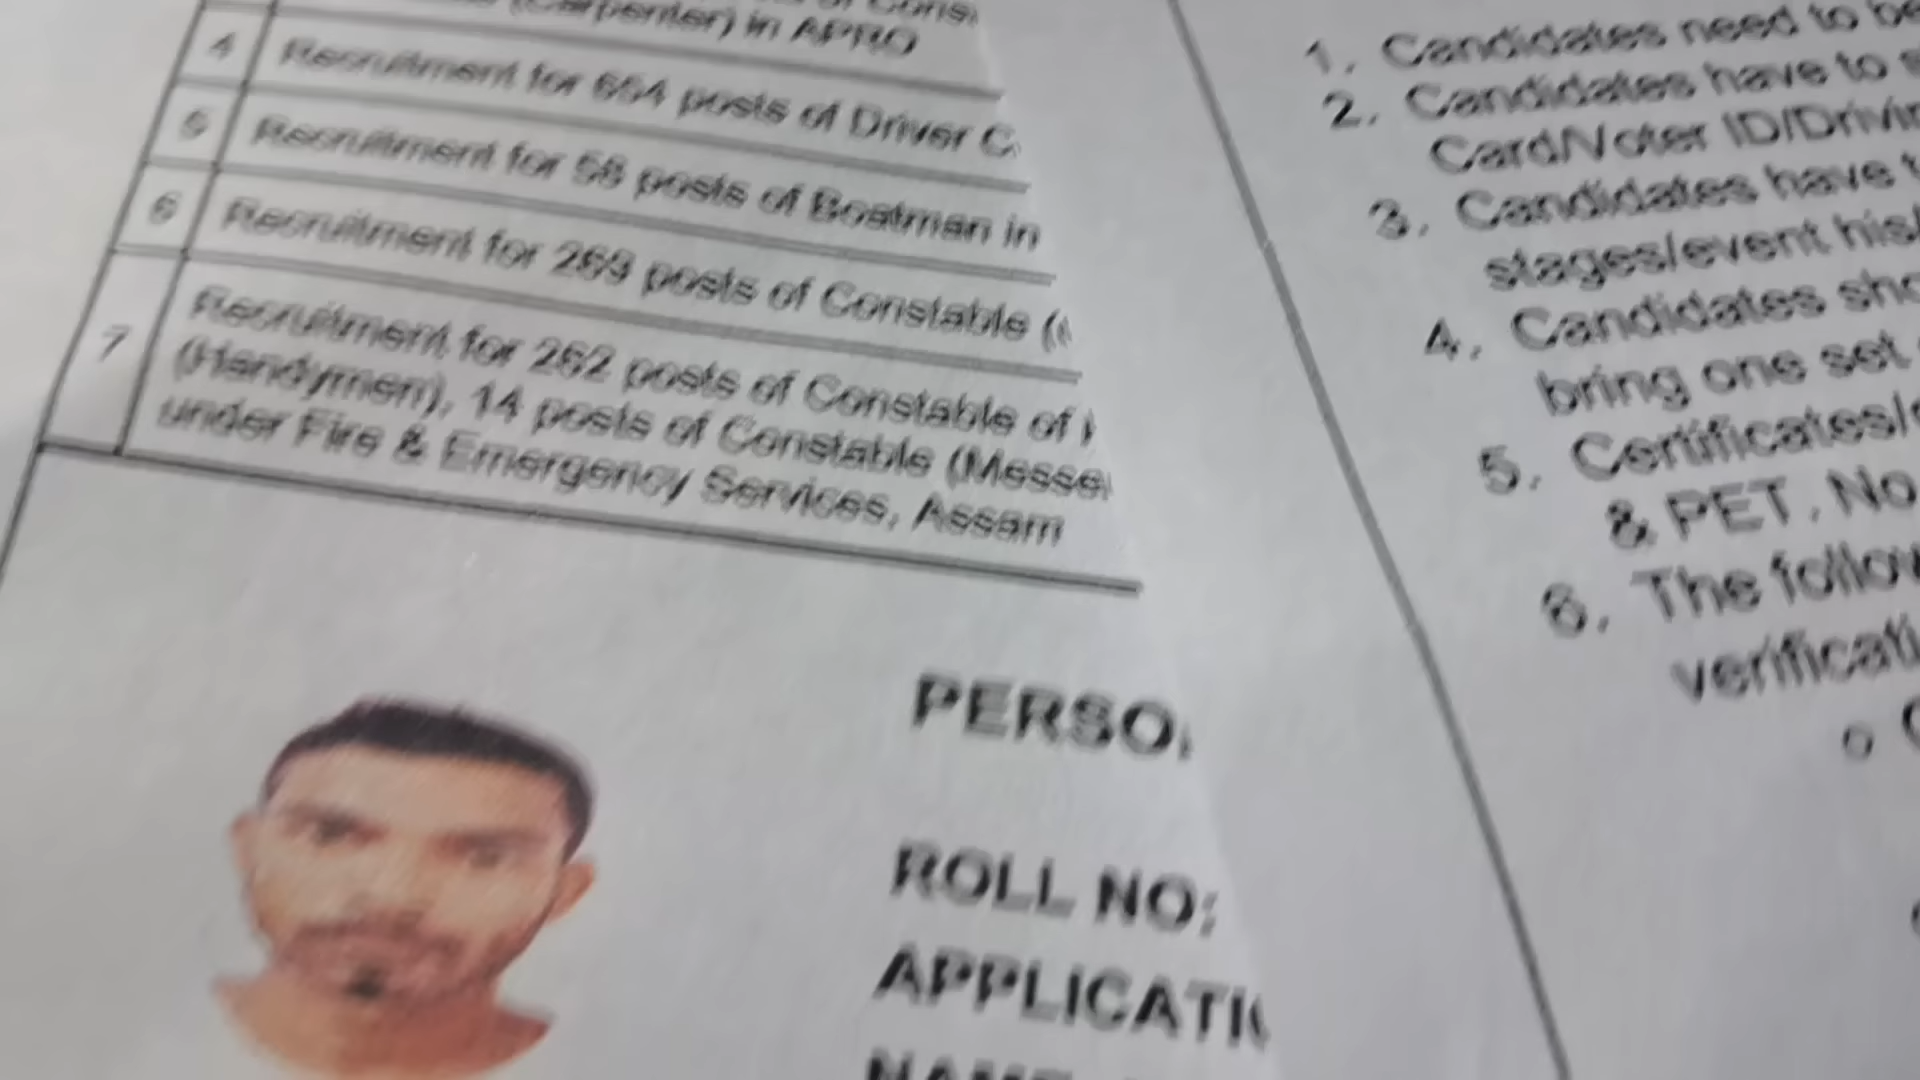 (Carpenter) in APRO
4 Recruitment for 654 posts of Driver
5 Recruitment for 58 posts of Boatman in
6 Recruitment for 269 posts of Constable
7 Recruitment for 262 posts of Constable of
(Handymen), 14 posts of Constable
under Fire & Emergency Services, Assam
PERSO
ROLL NO:
APPLICATI
NAME
1. Candidates need to be
2. Candidates have to
Card/Voter ID/Drivin
3. Candidates have
stages/event his/
4. Candidates sho
bring one set
5. Certificates/
& PET. No
6. The follow
verificati